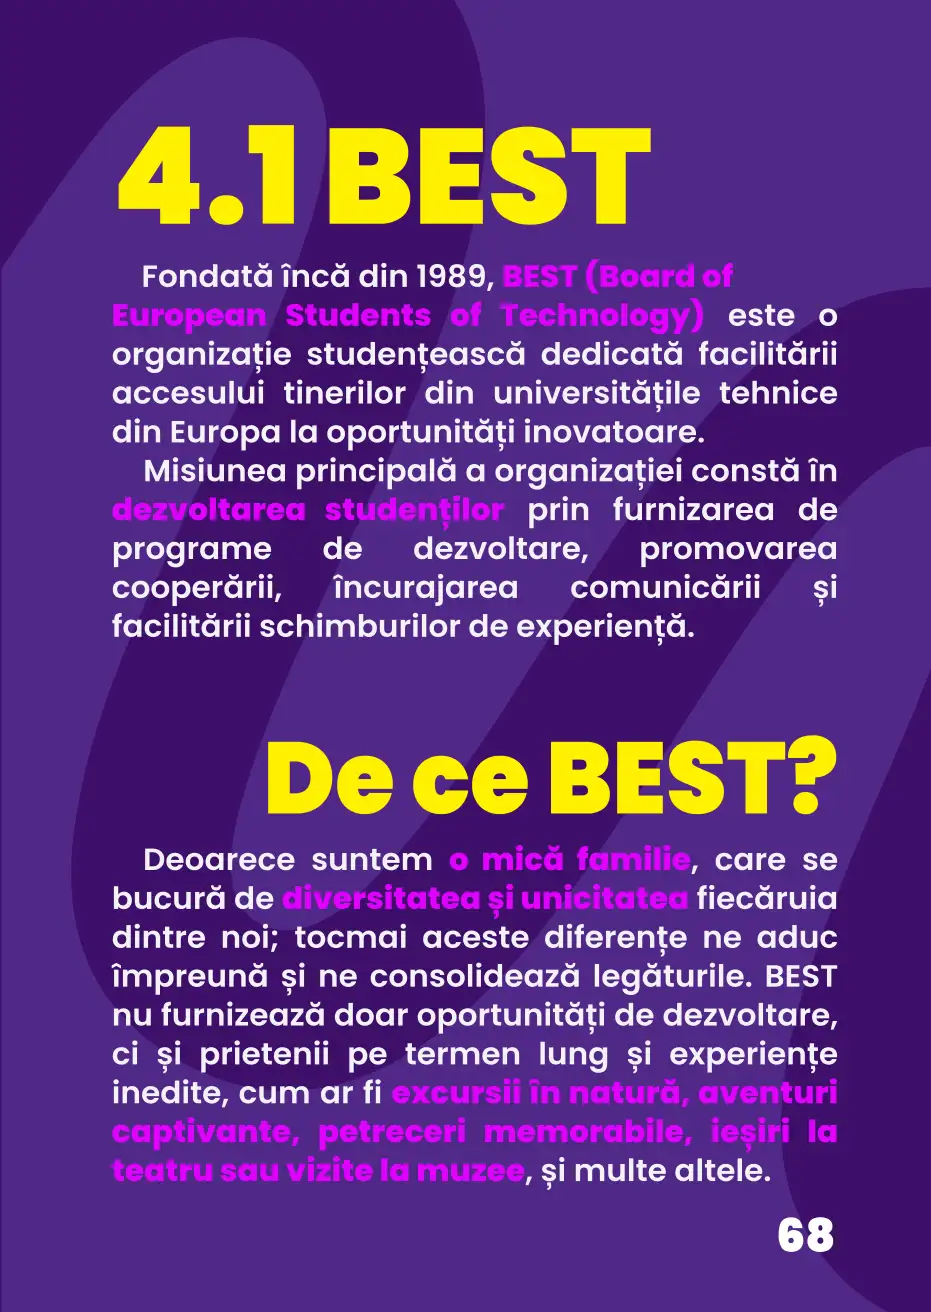 4.1 BEST
Fondată încă din 1989, BEST (Board of
European Students of Technology) este o
organizație studențească dedicată facilitării
accesului tinerilor din universitățile tehnice
din Europa la oportunități inovatoare.
Misiunea principală a organizației constă în
dezvoltarea studenților prin furnizarea de
programe de dezvoltare, promovarea
cooperării, încurajarea comunicării și
facilitării schimburilor de experiență.
De ce BEST?
Deoarece suntem o mică familie, care se
bucură de diversitatea și unicitatea fiecăruia
dintre noi; tocmai aceste diferențe ne aduc
împreună și ne consolidează legăturile. BEST
nu furnizează doar oportunități de dezvoltare,
ci și prietenii pe termen lung și experiențe
inedite, cum ar fi excursii în natură, aventuri
captivante, petreceri memorabile, ieșiri la
teatru sau vizite la muzee, și multe altele.
68